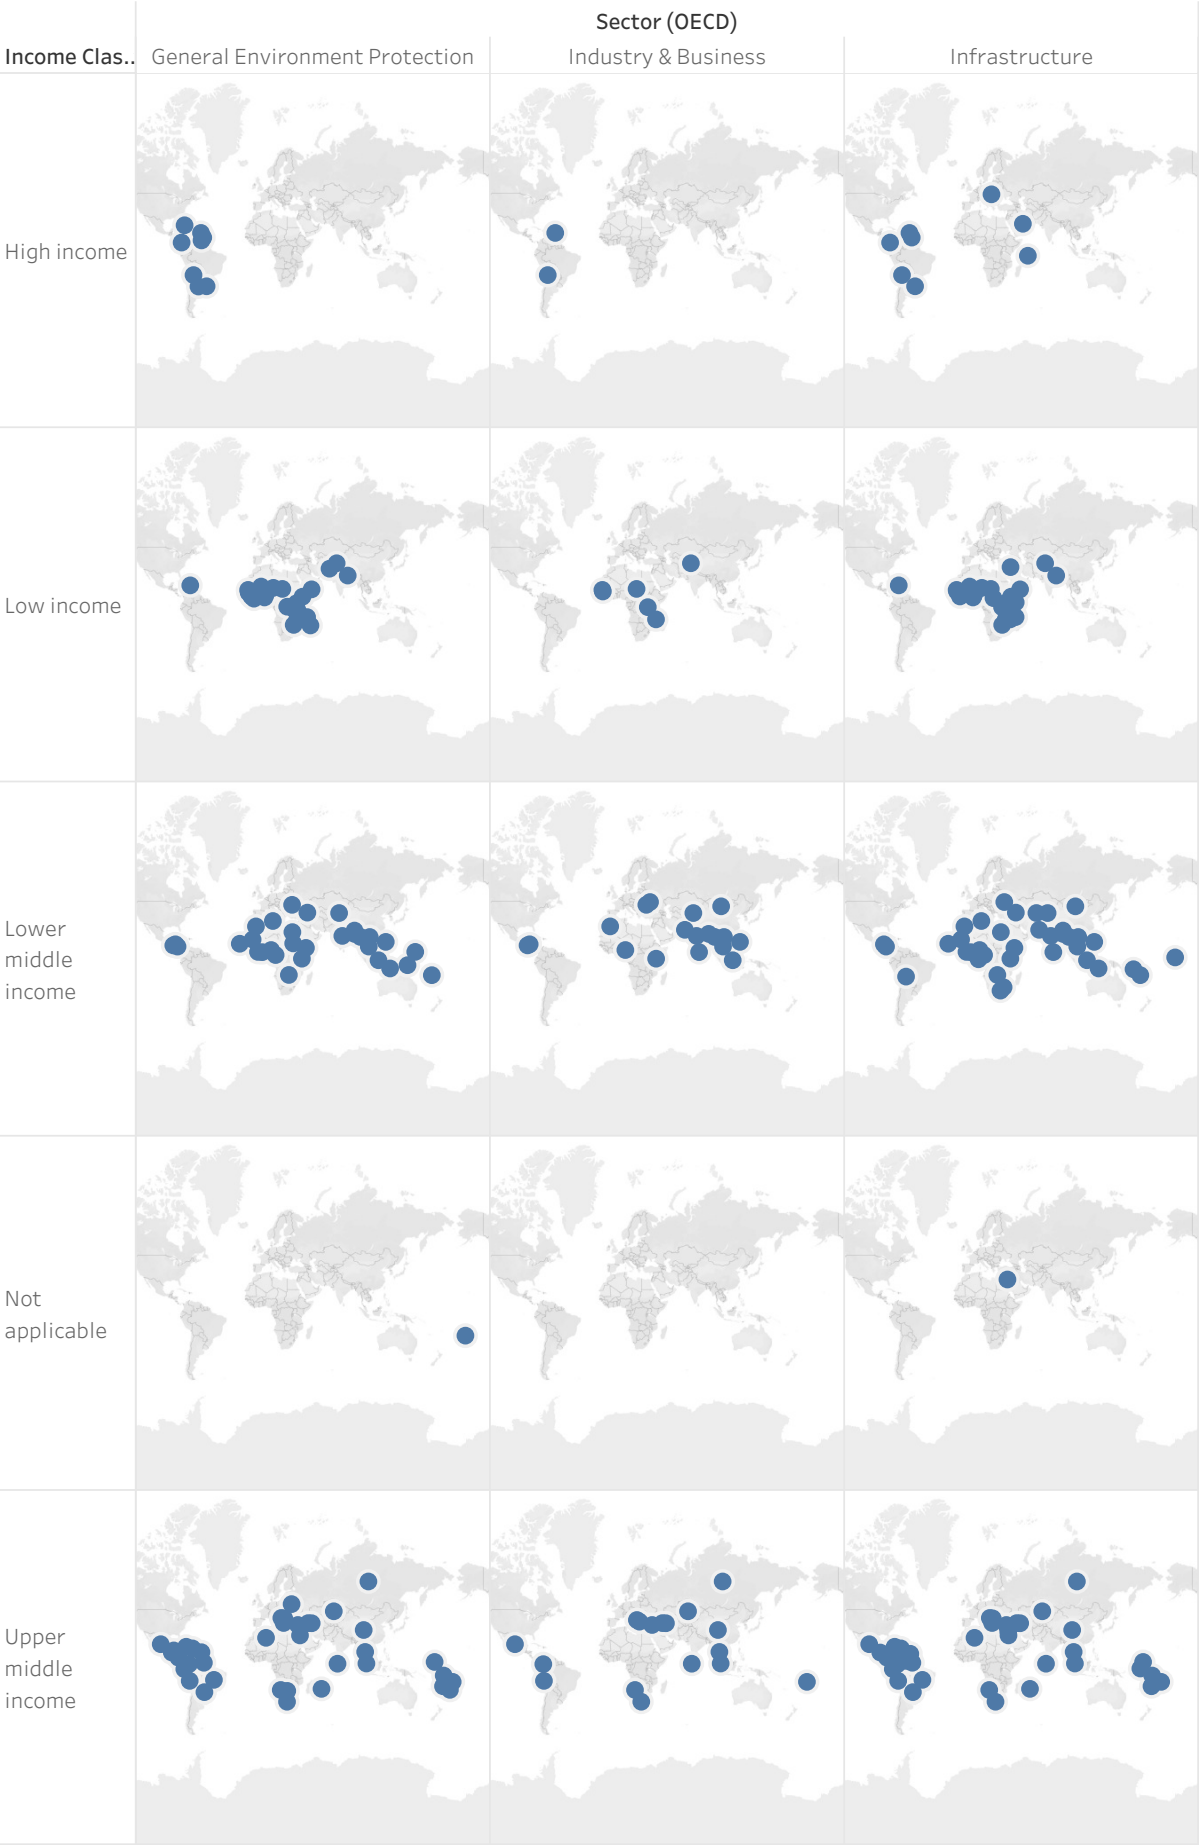 Sector (OECD)
Income Clas.. General Environment Protection Industry & Business Infrastructure
High income
Low income
Lower
middle
income
Not
applicable
Upper
middle
income